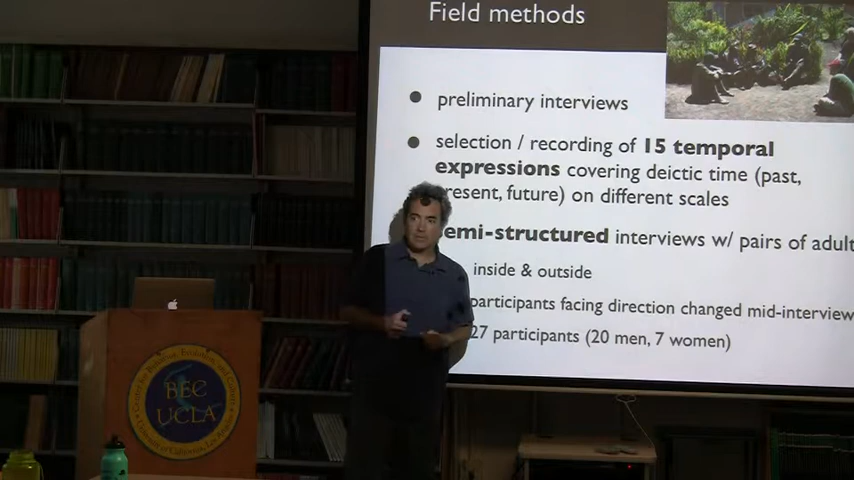 Field methods
preliminary interviews
selection / recording of 15 temporal
expressions covering deictic time (past,
resent, future) on different scales
emi-structured interviews w/ pairs of adult
inside & outside
participants facing direction changed mid-interview
27 participants (20 men, 7 women)
BEC
UCLA